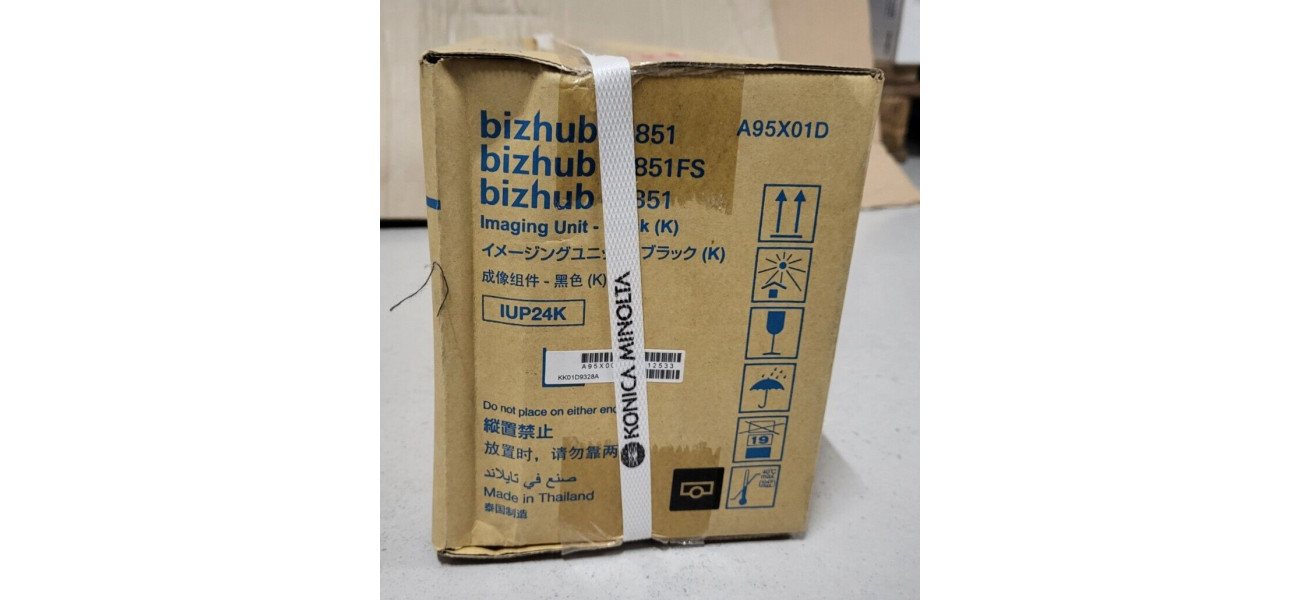 bizhub 851
A95X01D
bizhub 851FS
bizhub 851
Imaging Unit - k (K)
イメージングユニ ブラック (K)
成像组件 - 黑色 (K)
IUP24K
A95X0 12533
KK01D9328A
KONICA MINOLTA
Do not place on either en
縦置禁止
放置时，请勿靠两
صنع في تايلاند
Made in Thailand
泰国制造
19